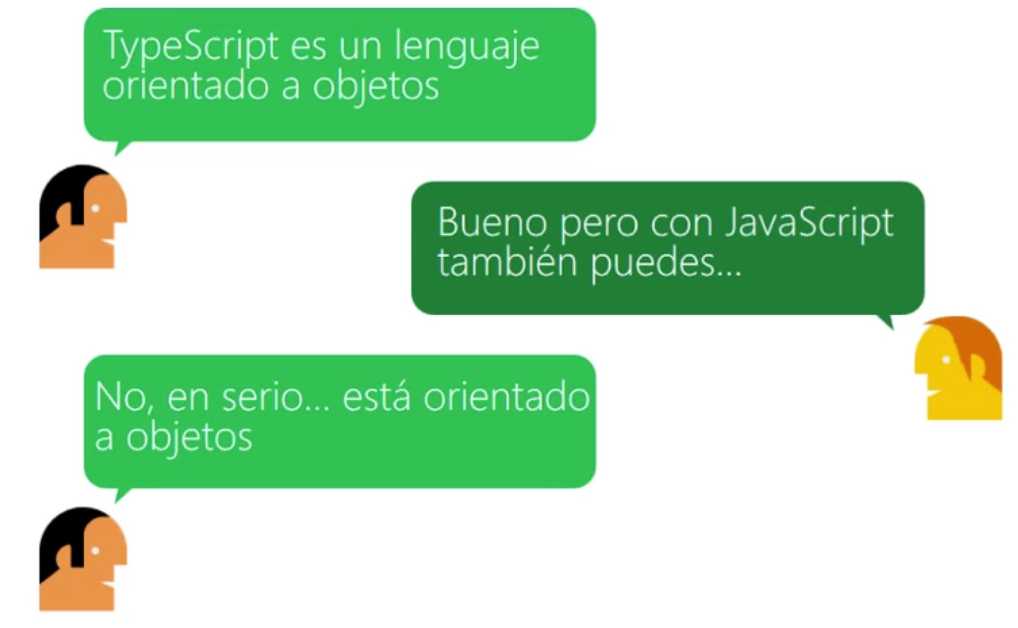 TypeScript es un lenguaje
orientado a objetos
Bueno pero con JavaScript
también puedes...
No, en serio... está orientado
a objetos